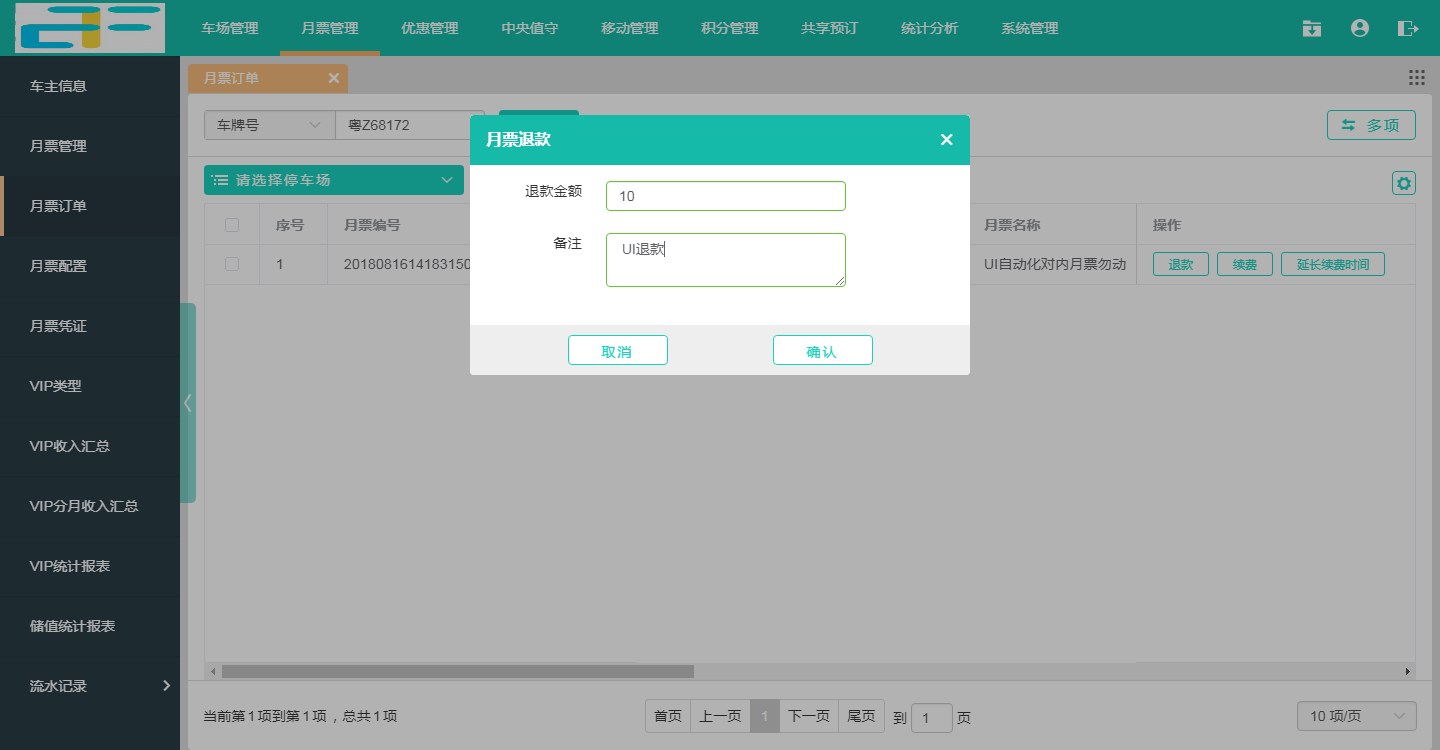 车场管理 月票管理 优惠管理 中央值守 移动管理 积分管理 共享预订 统计分析 系统管理
车主信息
月票管理
月票订单
月票配置
月票凭证
VIP类型
VIP收入汇总
VIP分月收入汇总
VIP统计报表
储值统计报表
流水记录
月票订单
车牌号 粤Z68172
多项
请选择停车场
序号 月票编号 月票名称 操作
1 2018081614183150 UI自动化对内月票勿动 退款 续费 延长续费时间
月票退款
退款金额 10
备注 UI退款
取消 确认
当前第1项到第1项，总共1项
首页 上一页 1 下一页 尾页 到 1 页
10 项/页